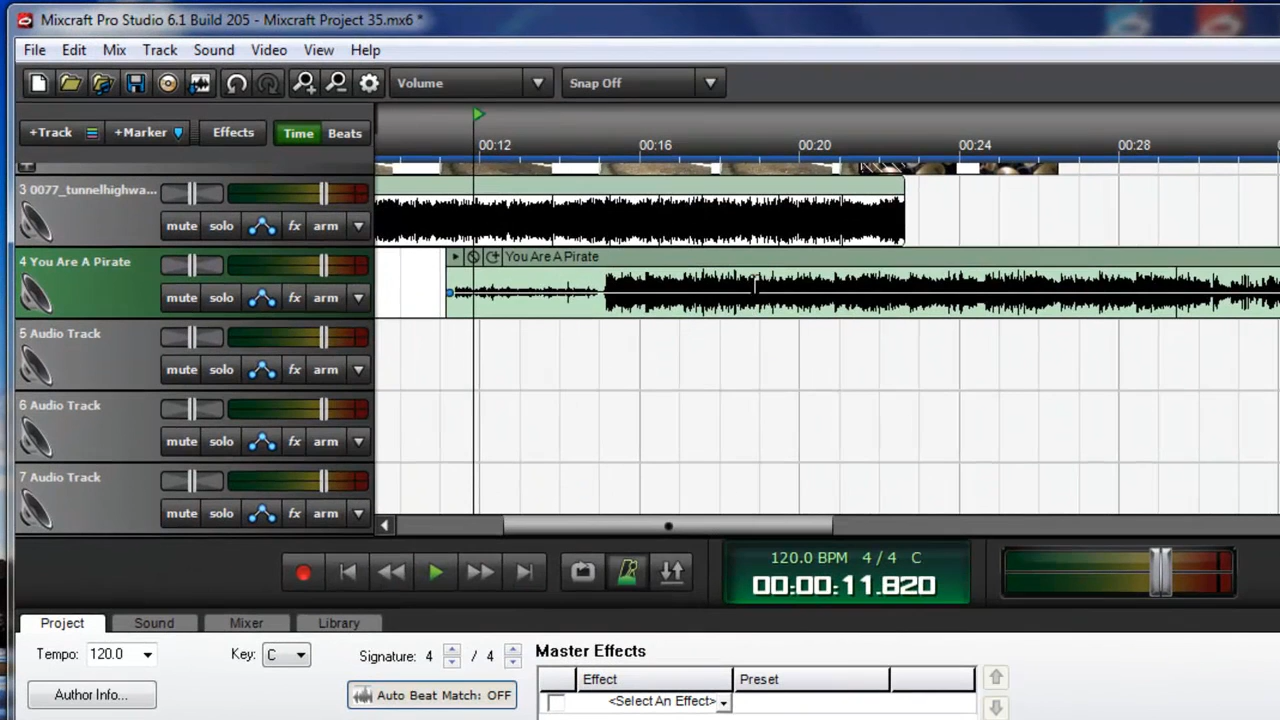 Mixcraft Pro Studio 6.1 Build 205 - Mixcraft Project 35.mx6 *
File Edit Mix Track Sound Video View Help
Volume Snap Off
+Track +Marker Effects Time Beats
00:12 00:16 00:20 00:24 00:28
3 0077_tunnelhighwa...
mute solo fx arm
4 You Are A Pirate
You Are A Pirate
mute solo fx arm
5 Audio Track
mute solo fx arm
6 Audio Track
mute solo fx arm
7 Audio Track
mute solo fx arm
120.0 BPM 4 / 4 C
00:00:11.820
Project Sound Mixer Library
Tempo: 120.0 Key: C Signature: 4 / 4 Master Effects
Effect Preset
Author Info... Auto Beat Match: OFF <Select An Effect>